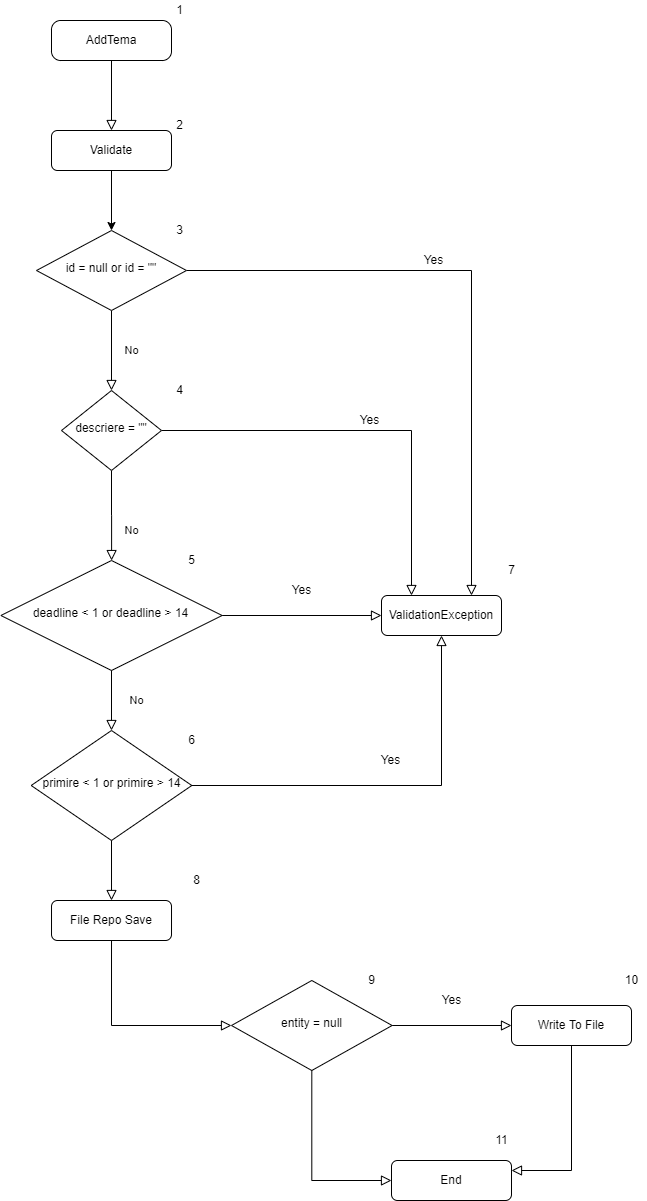 1
AddTema
2
Validate
3
id = null or id = ""
Yes
No
4
descriere = ""
Yes
No
5
deadline < 1 or deadline > 14
Yes
7
ValidationException
No
6
primire < 1 or primire > 14
Yes
8
File Repo Save
9
entity = null
Yes
10
Write To File
11
End